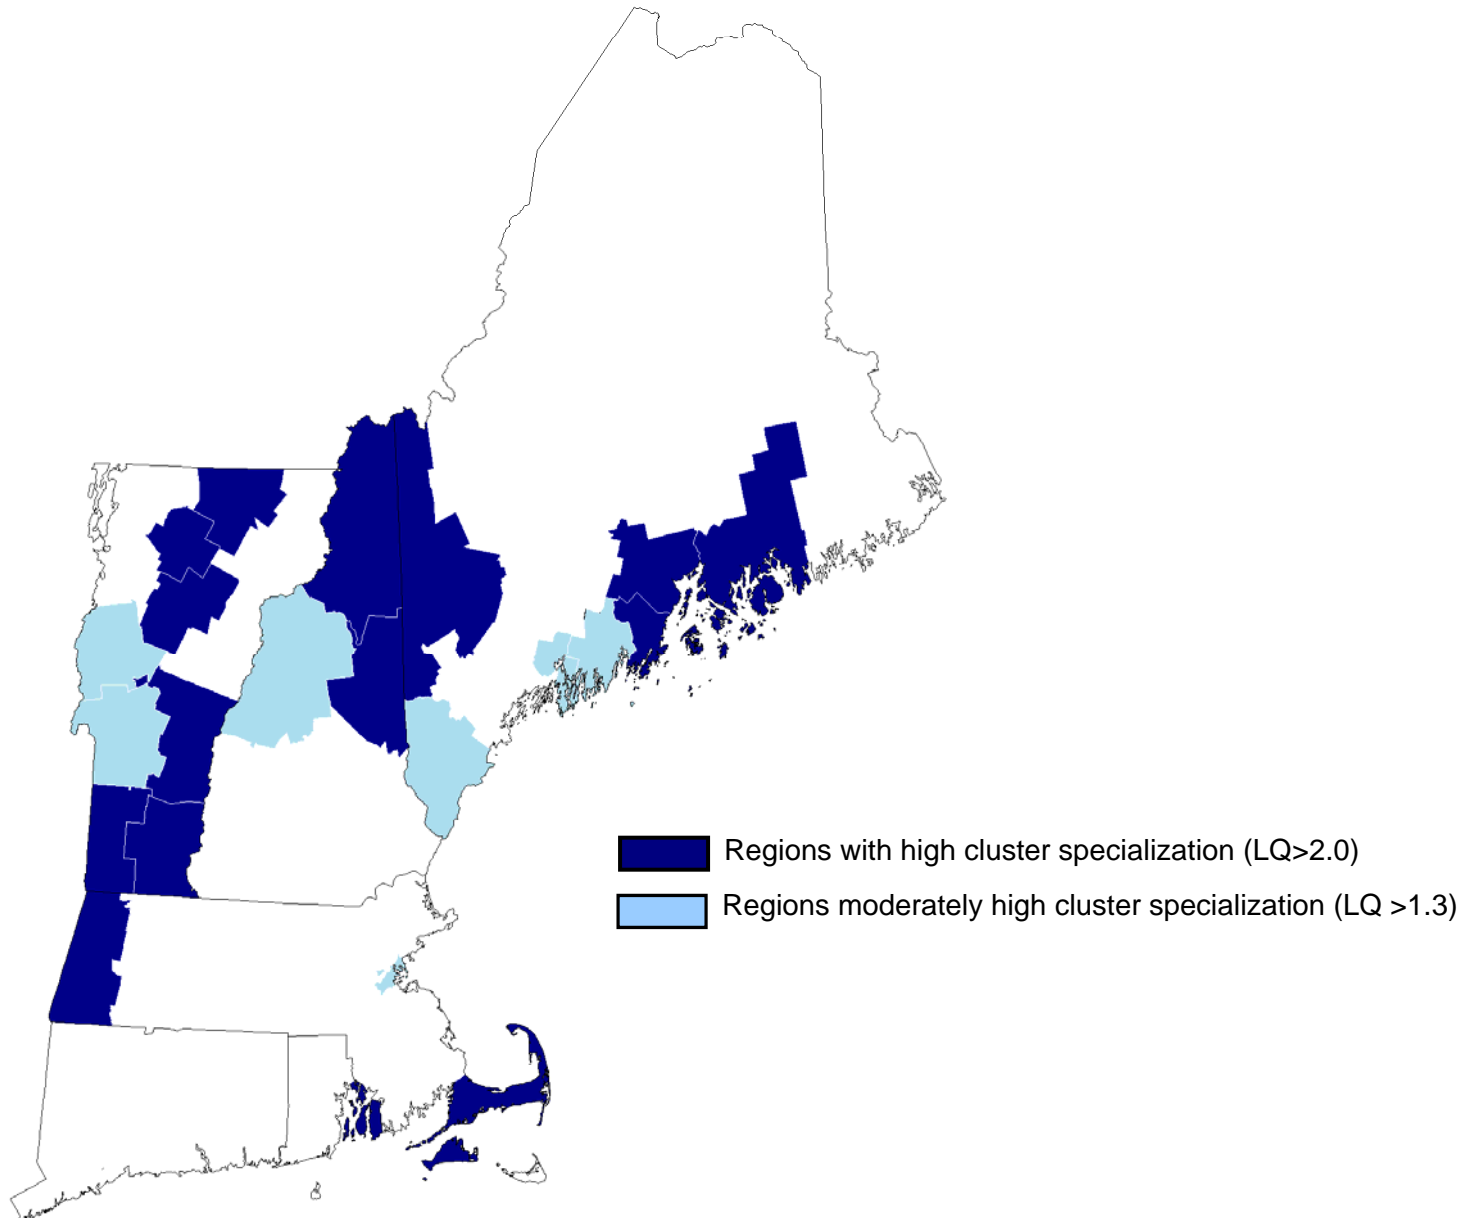 Regions with high cluster specialization (LQ>2.0)
Regions moderately high cluster specialization (LQ >1.3)